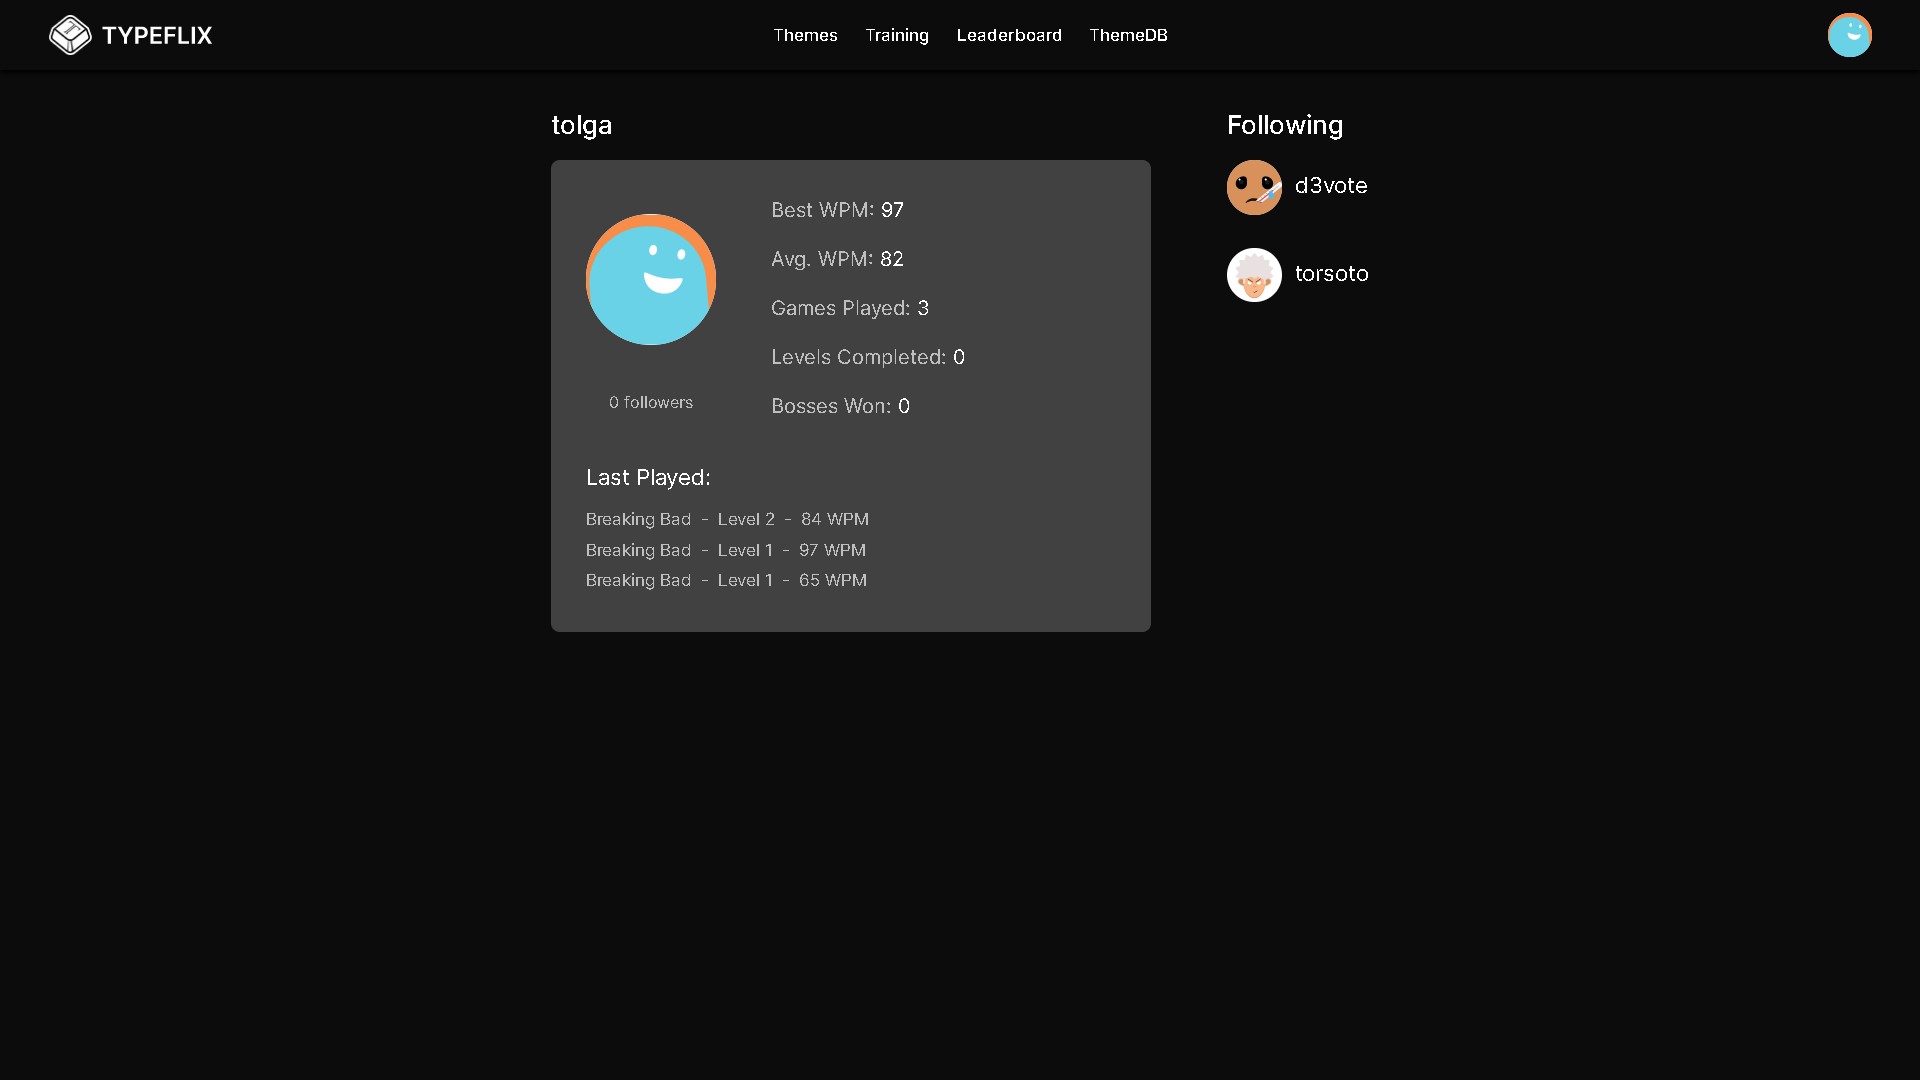 TYPEFLIX
Themes Training Leaderboard ThemeDB
tolga
Best WPM: 97
Avg. WPM: 82
Games Played: 3
Levels Completed: 0
Bosses Won: 0
0 followers
Last Played:
Breaking Bad - Level 2 - 84 WPM
Breaking Bad - Level 1 - 97 WPM
Breaking Bad - Level 1 - 65 WPM
Following
d3vote
torsoto